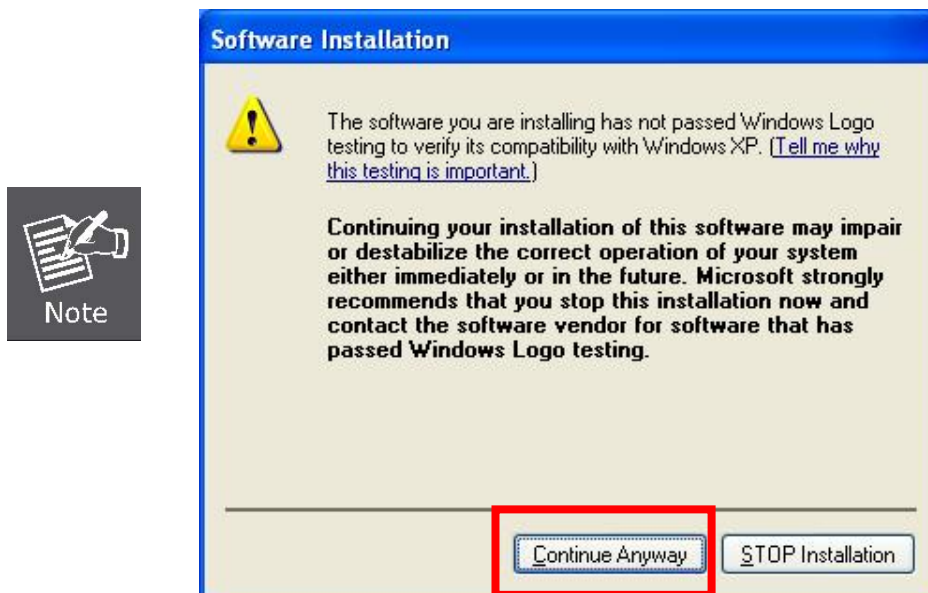 Software Installation
The software you are installing has not passed Windows Logo
testing to verify its compatibility with Windows XP. (Tell me why
this testing is important.)
Continuing your installation of this software may impair
or destabilize the correct operation of your system
either immediately or in the future. Microsoft strongly
recommends that you stop this installation now and
contact the software vendor for software that has
passed Windows Logo testing.
Note
Continue Anyway
STOP Installation